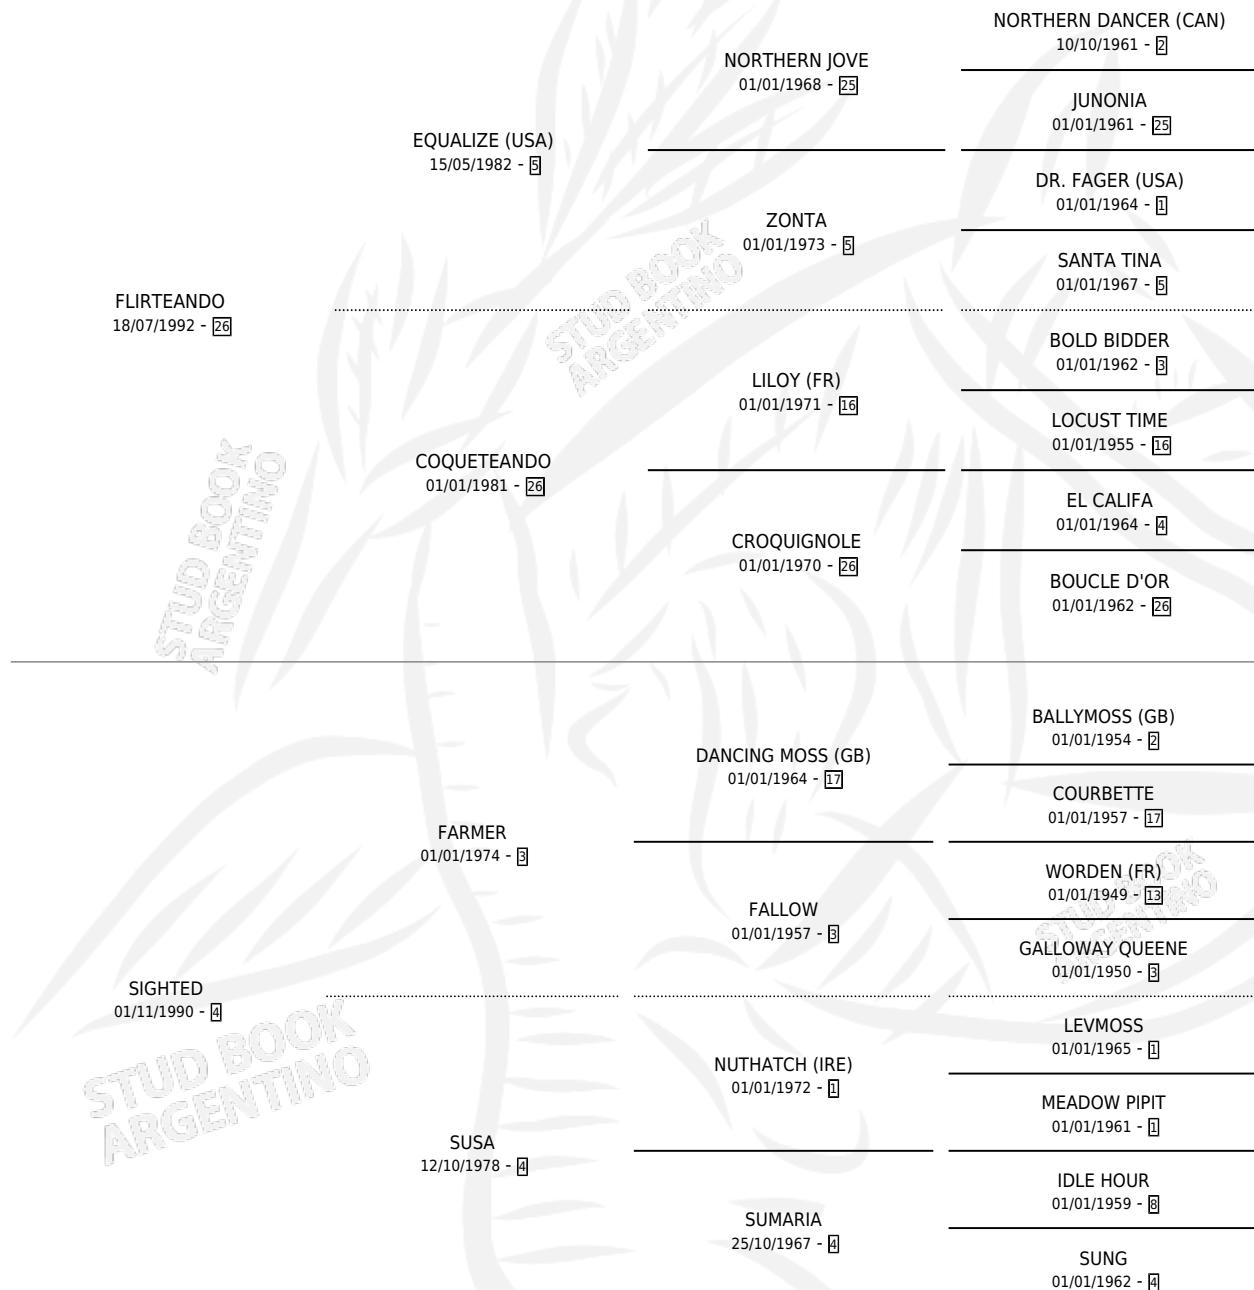 NORTHERN DANCER (CAN)
10/10/1961 - 2
NORTHERN JOVE
01/01/1968 - 25
JUNONIA
01/01/1961 - 25
EQUALIZE (USA)
15/05/1982 - 5
DR. FAGER (USA)
01/01/1964 - 1
ZONTA
01/01/1973 - 5
SANTA TINA
01/01/1967 - 5
FLIRTEANDO
18/07/1992 - 26
BOLD BIDDER
01/01/1962 - 3
LILOY (FR)
01/01/1971 - 16
LOCUST TIME
01/01/1955 - 16
COQUETEANDO
01/01/1981 - 26
EL CALIFA
01/01/1964 - 4
CROQUIGNOLE
01/01/1970 - 26
BOUCLE D'OR
01/01/1962 - 26
BALLYMOSS (GB)
01/01/1954 - 2
DANCING MOSS (GB)
01/01/1964 - 17
COURBETTE
01/01/1957 - 17
FARMER
01/01/1974 - 3
WORDEN (FR)
01/01/1949 - 13
FALLOW
01/01/1957 - 3
GALLOWAY QUEENE
01/01/1950 - 3
SIGHTED
01/11/1990 - 4
LEVMOSS
01/01/1965 - 1
NUTHATCH (IRE)
01/01/1972 - 1
MEADOW PIPIT
01/01/1961 - 1
SUSA
12/10/1978 - 4
IDLE HOUR
01/01/1959 - 8
SUMARIA
25/10/1967 - 4
SUNG
01/01/1962 - 4
STUD BOOK
ARGENTINO
STUD BOOK
ARGENTINO
STUD BOOK
ARGENTINO
STUD BOOK
ARGENTINO